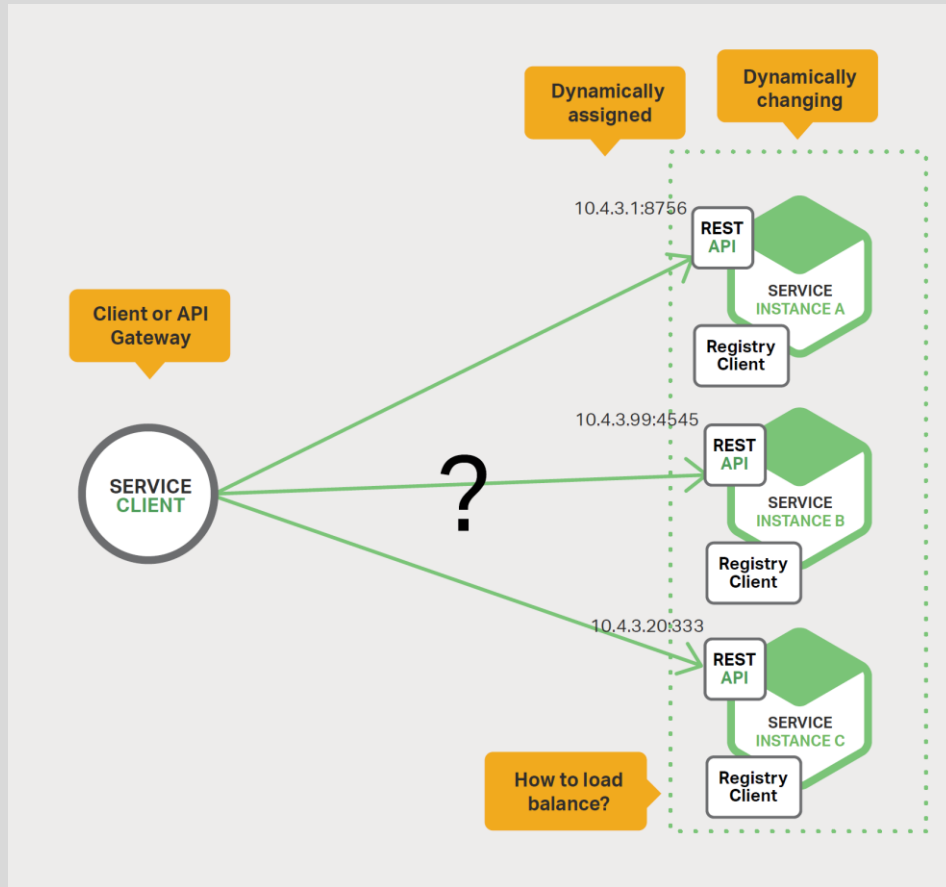 Dynamically
assigned
Dynamically
changing
10.4.3.1:8756
REST
API
SERVICE
INSTANCE A
Registry
Client
Client or API
Gateway
10.4.3.99:4545
REST
API
SERVICE
CLIENT
?
SERVICE
INSTANCE B
Registry
Client
10.4.3.20:333
REST
API
SERVICE
INSTANCE C
How to load
balance?
Registry
Client